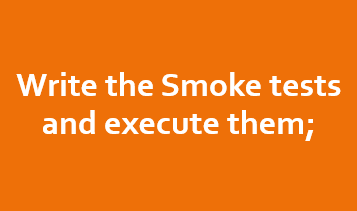 Write the Smoke tests
and execute them;